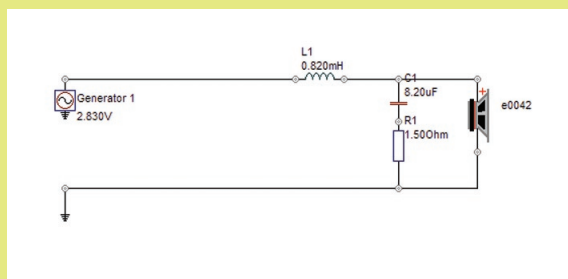 L1
0.820mH
C1
8.20uF
Generator 1
2.830V
R1
1.50Ohm
+
e0042